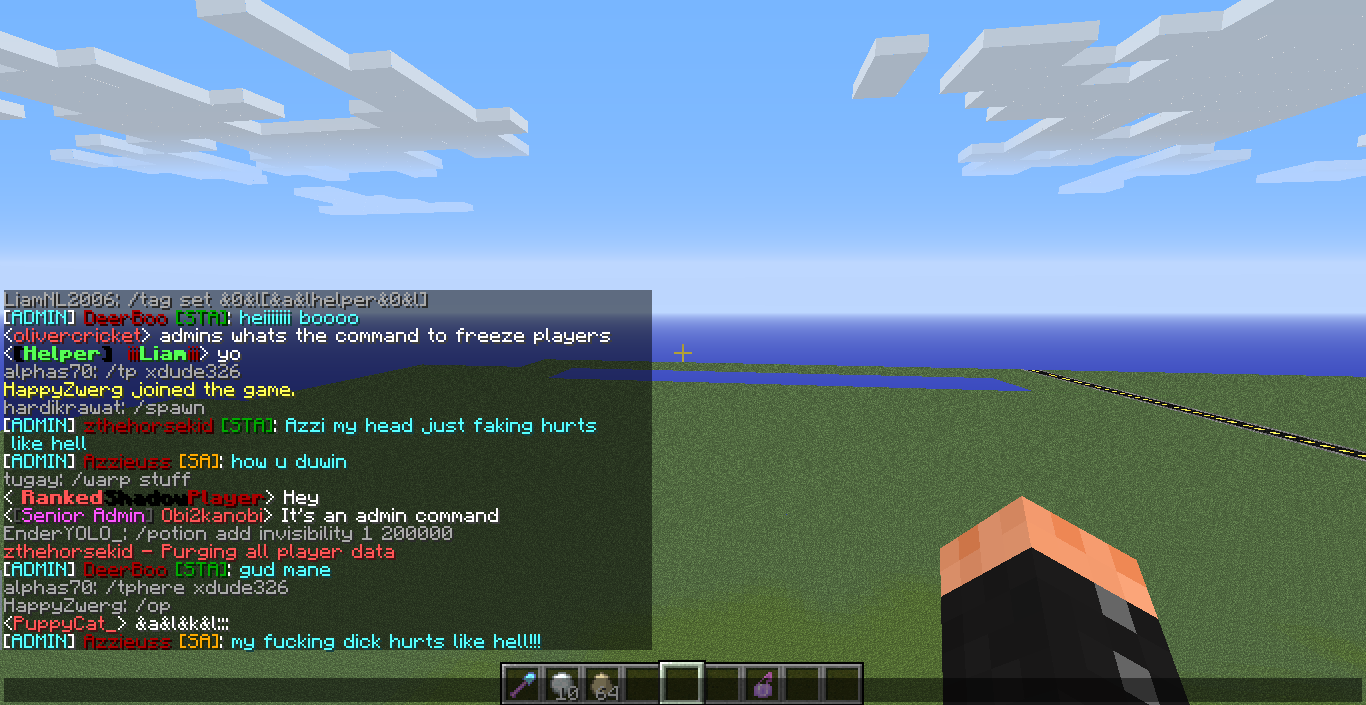 LiamNL2006: /tag set &0&l[&a&lhelper&0&l]
[ADMIN] DeerBoo [STA]: heiiiiiii boooo
<olivercricket> admins whats the command to freeze players
<[Helper] iiiLiamiii> yo
alphas70: /tp xdude326
HappyZwerg joined the game.
hardikrawat: /spawn
[ADMIN] zthehorsekid [STA]: Azzi my head just faking hurts
like hell
[ADMIN] Azzieuss [SA]: how u duwin
tugay: /warp stuff
< RankedShadowPlayer> Hey
<[Senior Admin] Obi2kanobi> It's an admin command
EnderYOLO_: /potion add invisibility 1 200000
zthehorsekid - Purging all player data
[ADMIN] DeerBoo [STA]: gud mane
alphas70: /tphere xdude326
HappyZwerg: /op
<PuppyCat_> &a&l&k&l:::
[ADMIN] Azzieuss [SA]: my fucking dick hurts like hell!!!
10 64